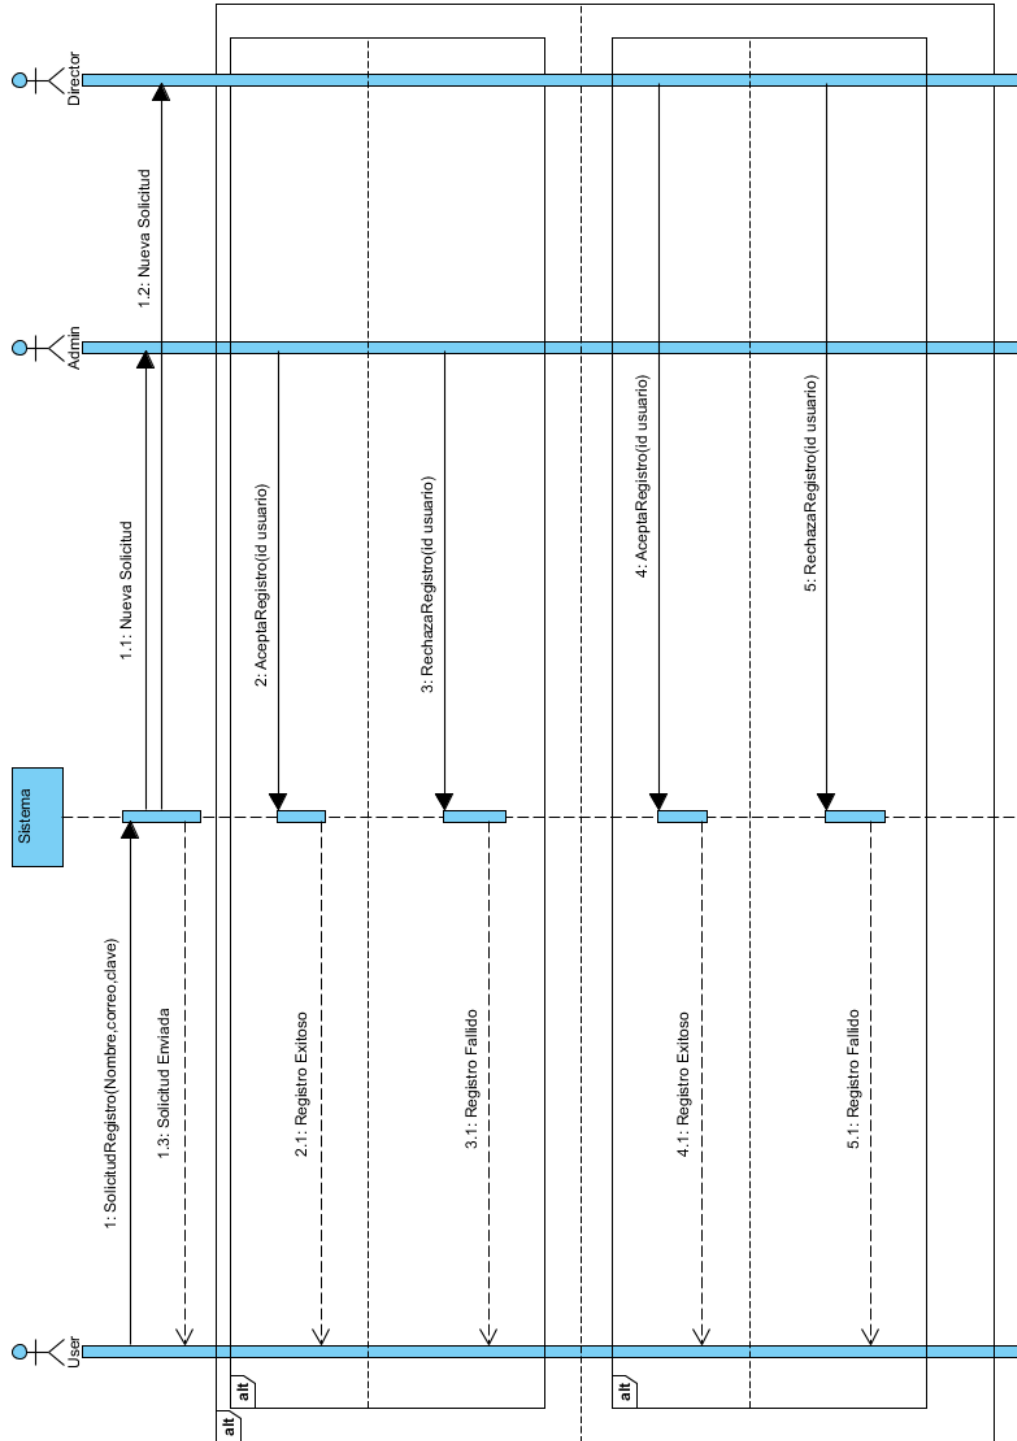 User
Sistema
Admin
Director
1: SolicitudRegistro(Nombre,correo,clave)
1.1: Nueva Solicitud
1.2: Nueva Solicitud
1.3: Solicitud Enviada
alt
alt
2: AceptaRegistro(id usuario)
2.1: Registro Exitoso
3: RechazaRegistro(id usuario)
3.1: Registro Fallido
alt
4: AceptaRegistro(id usuario)
4.1: Registro Exitoso
5: RechazaRegistro(id usuario)
5.1: Registro Fallido